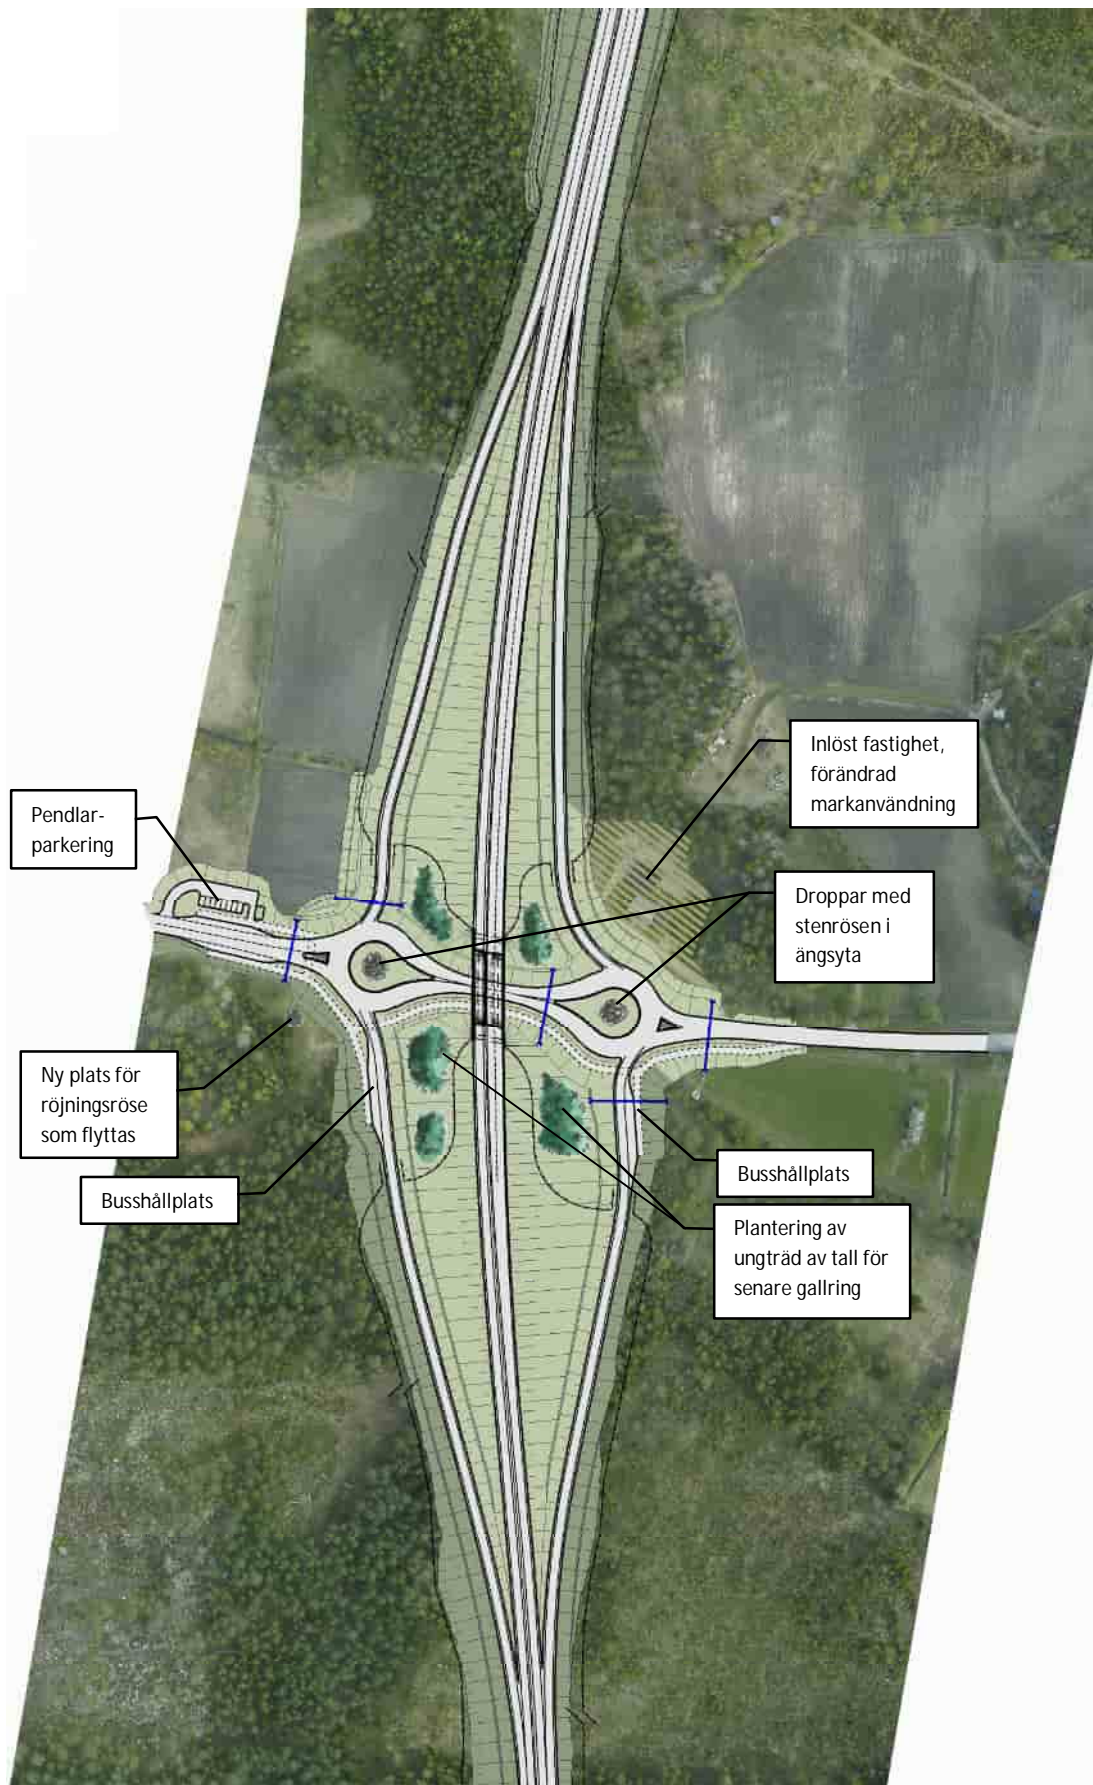 Inlöst fastighet,
förändrad
markanvändning
Pendlar-
parkering
Droppar med
stenrösen i
ängsyta
Ny plats för
röjningsröse
som flyttas
Busshållplats
Busshållplats
Plantering av
ungträd av tall för
senare gallring